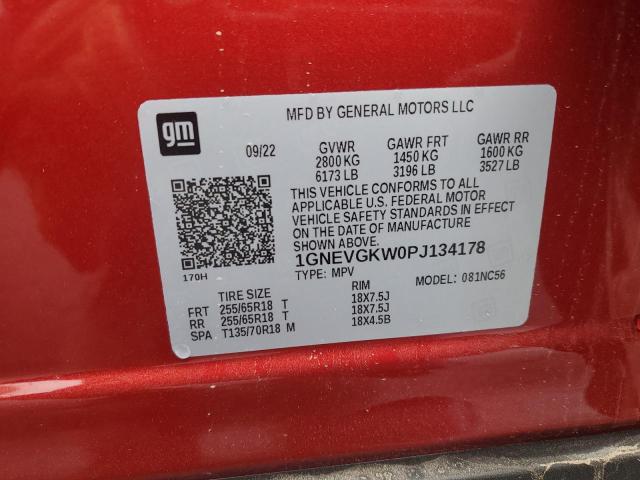 gm
MFD BY GENERAL MOTORS LLC
09/22 GVWR GAWR FRT GAWR RR
2800 KG 1450 KG 1600 KG
6173 LB 3196 LB 3527 LB
THIS VEHICLE CONFORMS TO ALL
APPLICABLE U.S. FEDERAL MOTOR
VEHICLE SAFETY STANDARDS IN EFFECT
ON THE DATE OF MANUFACTURE
SHOWN ABOVE.
1GNEVGKW0PJ134178
170H TYPE: MPV MODEL: 081NC56
TIRE SIZE RIM
FRT 255/65R18 T 18X7.5J
RR 255/65R18 T 18X7.5J
SPA T135/70R18 M 18X4.5B